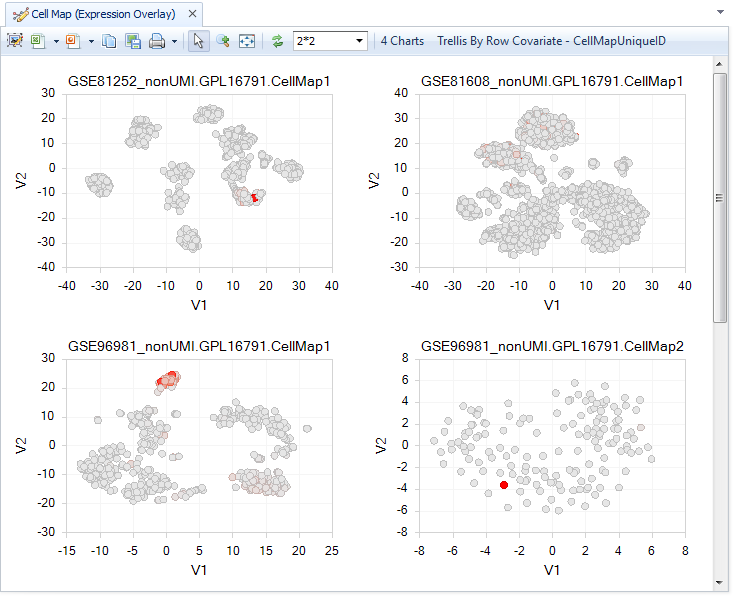 Cell Map (Expression Overlay)
2*2 4 Charts Trellis By Row Covariate - CellMapUniqueID
GSE81252_nonUMI.GPL16791.CellMap1
30
20
10
0
-10
-20
-30
-40
V2
-40 -30 -20 -10 0 10 20 30 40
V1
GSE81608_nonUMI.GPL16791.CellMap1
40
30
20
10
0
-10
-20
-30
V2
-40 -30 -20 -10 0 10 20 30 40
V1
GSE96981_nonUMI.GPL16791.CellMap1
30
20
10
0
-10
-20
-30
V2
-15 -10 -5 0 5 10 15 20 25
V1
GSE96981_nonUMI.GPL16791.CellMap2
8
6
4
2
0
-2
-4
-6
-8
V2
-8 -6 -4 -2 0 2 4 6 8
V1